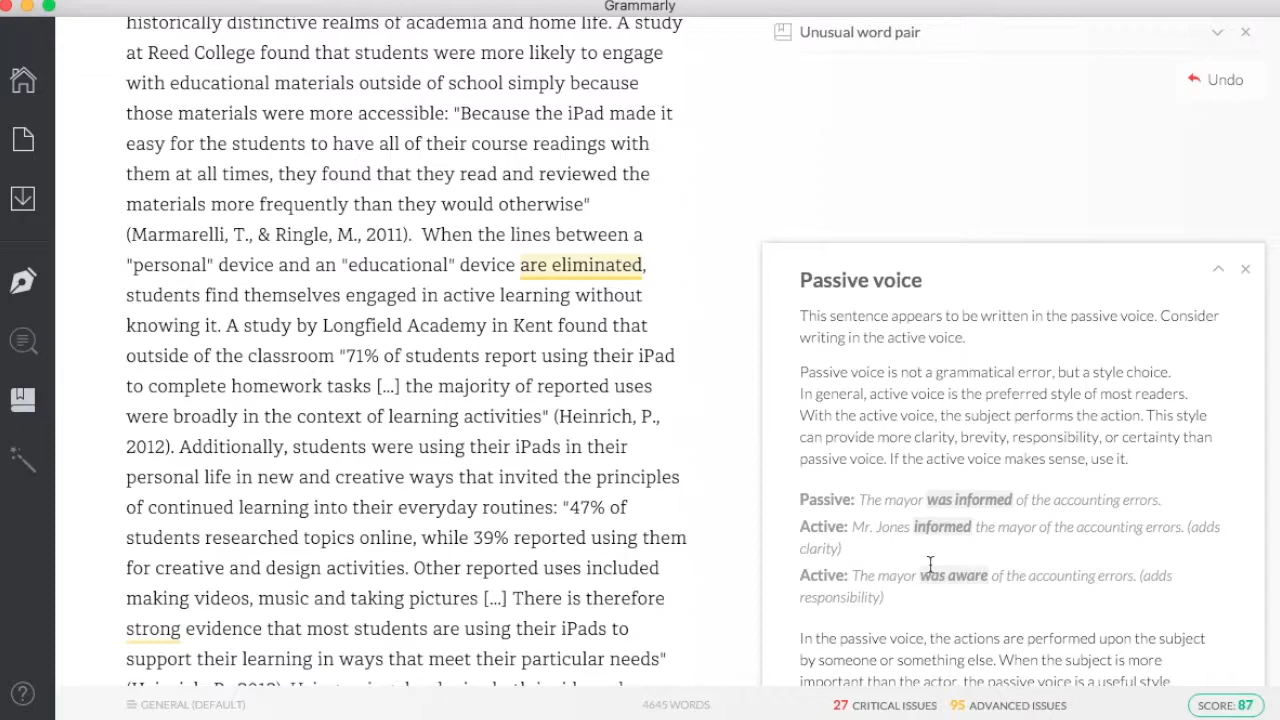 Grammarly
historically distinctive realms of academia and home life. A study
at Reed College found that students were more likely to engage
with educational materials outside of school simply because
those materials were more accessible: "Because the iPad made it
easy for the students to have all of their course readings with
them at all times, they found that they read and reviewed the
materials more frequently than they would otherwise"
(Marmarelli, T., & Ringle, M., 2011).  When the lines between a
"personal" device and an "educational" device are eliminated,
students find themselves engaged in active learning without
knowing it. A study by Longfield Academy in Kent found that
outside of the classroom "71% of students report using their iPad
to complete homework tasks [...] the majority of reported uses
were broadly in the context of learning activities" (Heinrich, P.,
2012). Additionally, students were using their iPads in their
personal life in new and creative ways that invited the principles
of continued learning into their everyday routines: "47% of
students researched topics online, while 39% reported using them
for creative and design activities. Other reported uses included
making videos, music and taking pictures [...] There is therefore
strong evidence that most students are using their iPads to
support their learning in ways that meet their particular needs"
Unusual word pair
Undo
Passive voice
This sentence appears to be written in the passive voice. Consider
writing in the active voice.
Passive voice is not a grammatical error, but a style choice.
In general, active voice is the preferred style of most readers.
With the active voice, the subject performs the action. This style
can provide more clarity, brevity, responsibility, or certainty than
passive voice. If the active voice makes sense, use it.
Passive: The mayor was informed of the accounting errors.
Active: Mr. Jones informed the mayor of the accounting errors. (adds
clarity)
Active: The mayor was aware of the accounting errors. (adds
responsibility)
In the passive voice, the actions are performed upon the subject
by someone or something else. When the subject is more
important than the actor, the passive voice is a useful style
GENERAL (DEFAULT)
4645 WORDS
27 CRITICAL ISSUES
95 ADVANCED ISSUES
SCORE: 87